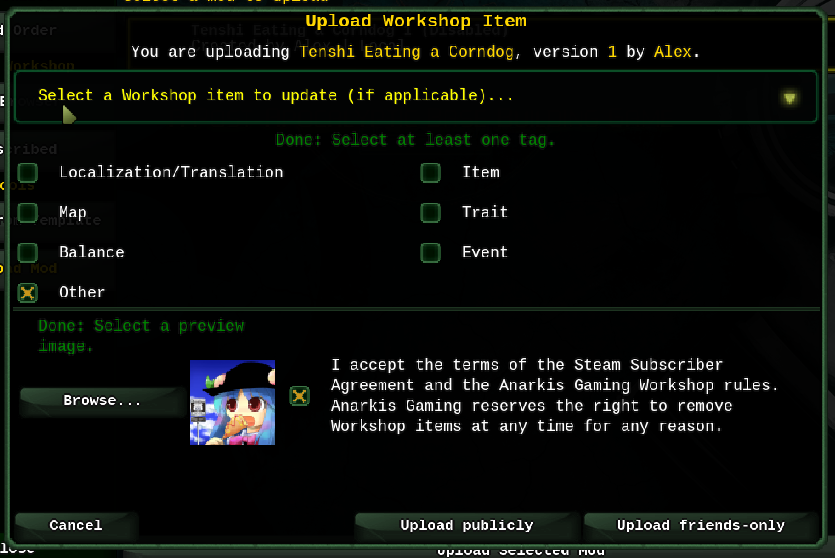 Upload Workshop Item
You are uploading Tenshi Eating a Corndog, version 1 by Alex.
Select a Workshop item to update (if applicable)...
Done: Select at least one tag.
Localization/Translation
Item
Map
Trait
Balance
Event
Other
Done: Select a preview
image.
Browse...
I accept the terms of the Steam Subscriber
Agreement and the Anarkis Gaming Workshop rules.
Anarkis Gaming reserves the right to remove
Workshop items at any time for any reason.
Cancel
Upload publicly
Upload friends-only
Upload Selected Mod